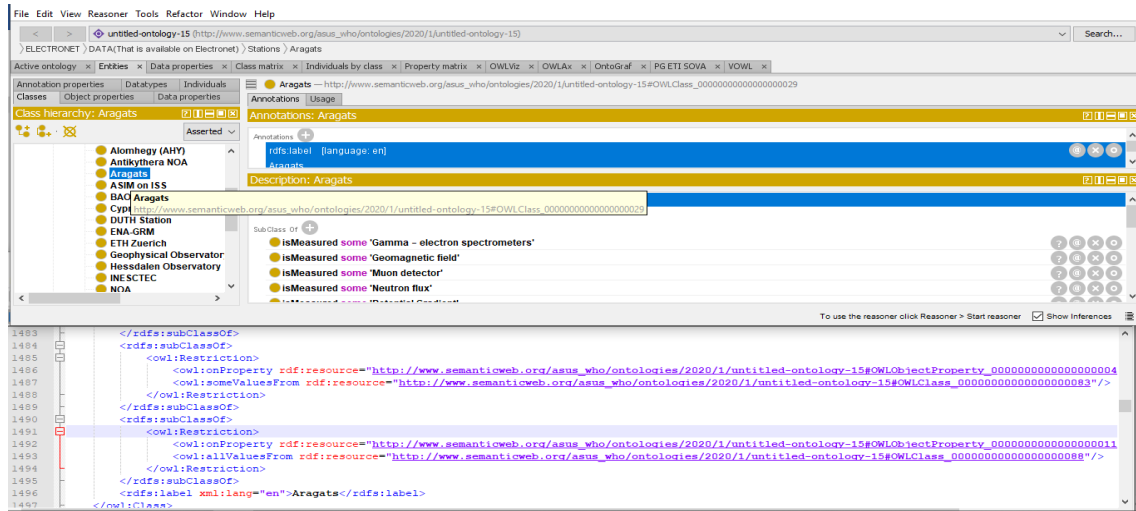 File Edit View Reasoner Tools Refactor Window Help
< > untitled-ontology-15 (http://www.semanticweb.org/asus_who/ontologies/2020/1/untitled-ontology-15) Search...
ELECTRONET DATA(That is available on Electronet) Stations Aragats
Active ontology × Entities × Data properties × Class matrix × Individuals by class × Property matrix × OWLViz × OWLAx × OntoGraf × PG ETI SOVA × VOWL ×
Annotation properties Datatypes Individuals
Classes Object properties Data properties
Class hierarchy: Aragats
Asserted
Alomhegy (AHY)
Antikythera NOA
Aragats
ASIM on ISS
BAO
Cyp
DUTH Station
ENA-GRM
ETH Zuerich
Geophysical Observator
Hessdalen Observatory
INESCTEC
NOA
Aragats — http://www.semanticweb.org/asus_who/ontologies/2020/1/untitled-ontology-15#OWLClass_00000000000000000029
Annotations Usage
Annotations: Aragats
Annotations
rdfs:label [language: en]
Aragats
Description: Aragats
Aragats
http://www.semanticweb.org/asus_who/ontologies/2020/1/untitled-ontology-15#OWLClass_00000000000000000029
SubClass Of
isMeasured some 'Gamma – electron spectrometers'
isMeasured some 'Geomagnetic field'
isMeasured some 'Muon detector'
isMeasured some 'Neutron flux'
isMeasured some 'Potential Gradient'
To use the reasoner click Reasoner > Start reasoner Show Inferences
1483 </rdfs:subClassOf>
1484 <rdfs:subClassOf>
1485 <owl:Restriction>
1486 <owl:onProperty rdf:resource="http://www.semanticweb.org/asus_who/ontologies/2020/1/untitled-ontology-15#OWLObjectProperty_0000000000000000004
1487 <owl:someValuesFrom rdf:resource="http://www.semanticweb.org/asus_who/ontologies/2020/1/untitled-ontology-15#OWLClass_00000000000000000083"/>
1488 </owl:Restriction>
1489 </rdfs:subClassOf>
1490 <rdfs:subClassOf>
1491 <owl:Restriction>
1492 <owl:onProperty rdf:resource="http://www.semanticweb.org/asus_who/ontologies/2020/1/untitled-ontology-15#OWLObjectProperty_0000000000000000011
1493 <owl:allValuesFrom rdf:resource="http://www.semanticweb.org/asus_who/ontologies/2020/1/untitled-ontology-15#OWLClass_00000000000000000088"/>
1494 </owl:Restriction>
1495 </rdfs:subClassOf>
1496 <rdfs:label xml:lang="en">Aragats</rdfs:label>
1497 </owl:Class>